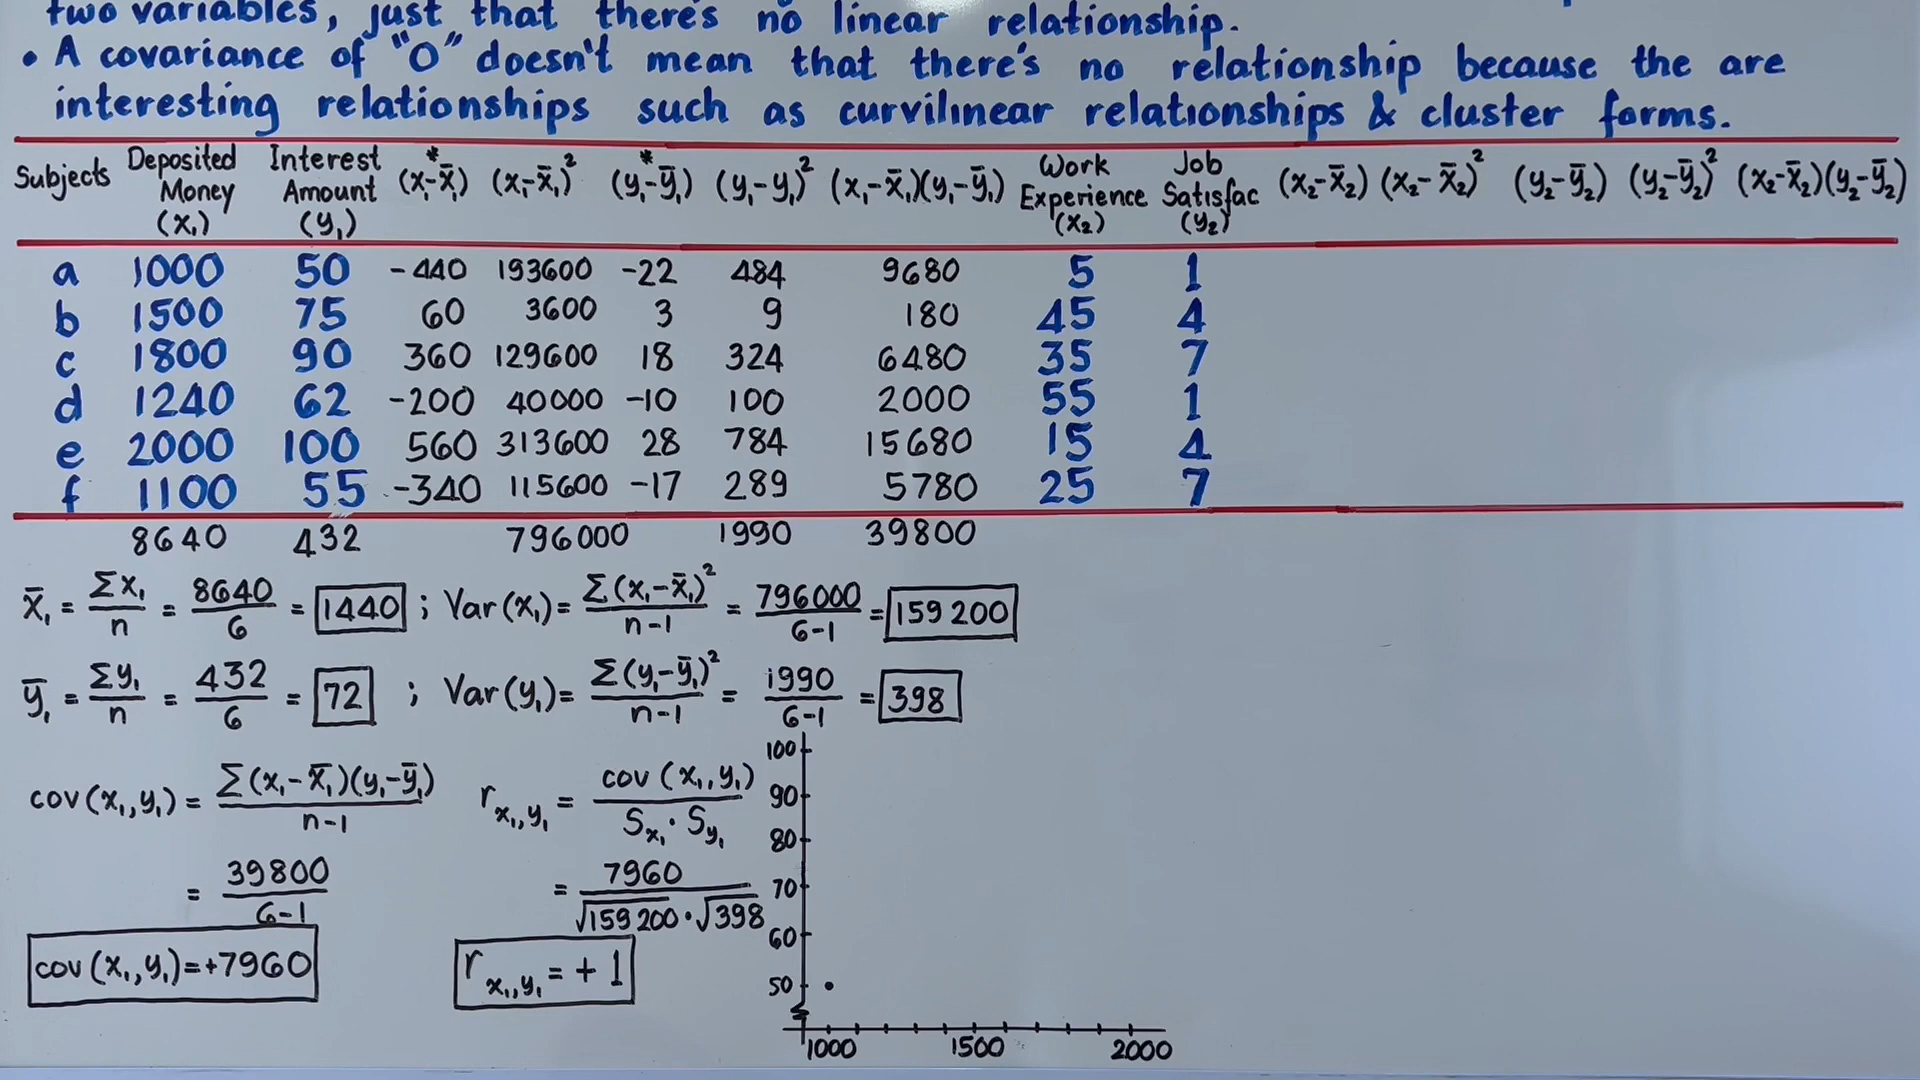 two variables, just that there's no linear relationship.
• A covariance of "0" doesn't mean that there's no relationship because the are
interesting relationships such as curvilinear relationships & cluster forms.
Subjects Deposited Money (x₁) Interest Amount (y₁) *(x₁-x̄₁) (x₁-x̄₁)² *(y₁-ȳ₁) (y₁-y₁)² (x₁-x̄₁)(y₁-ȳ₁) Work Experience (x₂) Job Satisfac (y₂) (x₂-x̄₂) (x₂-x̄₂)² (y₂-ȳ₂) (y₂-ȳ₂)² (x₂-x̄₂)(y₂-ȳ₂)
a 1000 50 -440 193600 -22 484 9680 5 1
b 1500 75 60 3600 3 9 180 45 4
c 1800 90 360 129600 18 324 6480 35 7
d 1240 62 -200 40000 -10 100 2000 55 1
e 2000 100 560 313600 28 784 15680 15 4
f 1100 55 -340 115600 -17 289 5780 25 7
8640 432 796000 1990 39800
x̄₁ = Σx₁/n = 8640/6 = 1440 ; Var(x₁) = Σ(x₁-x̄₁)²/n-1 = 796000/6-1 = 159200
ȳ₁ = Σy₁/n = 432/6 = 72 ; Var(y₁) = Σ(y₁-ȳ₁)²/n-1 = 1990/6-1 = 398
cov(x₁,y₁) = Σ(x₁-x̄₁)(y₁-ȳ₁)/n-1
= 39800/6-1
cov(x₁,y₁)=+7960
r x₁,y₁ = cov(x₁,y₁)/Sx₁·Sy₁
= 7960/√159200·√398
r x₁,y₁ = +1
100
90
80
70
60
50
1000 1500 2000